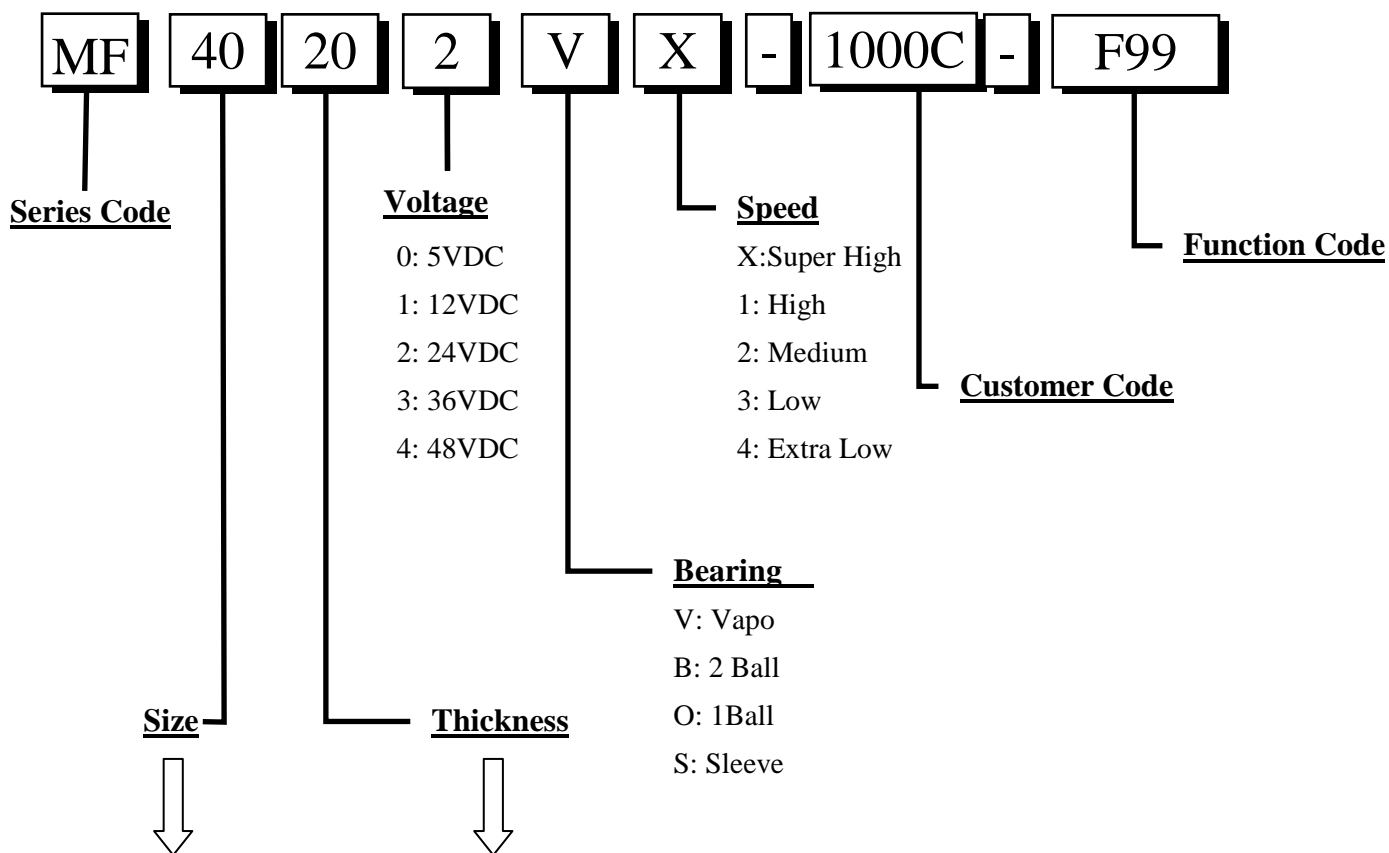 MF 40 20 2 V X - 1000C - F99
Series Code
Voltage
0: 5VDC
1: 12VDC
2: 24VDC
3: 36VDC
4: 48VDC
Speed
X:Super High
1: High
2: Medium
3: Low
4: Extra Low
Function Code
Customer Code
Bearing
V: Vapo
B: 2 Ball
O: 1Ball
S: Sleeve
Size
Thickness